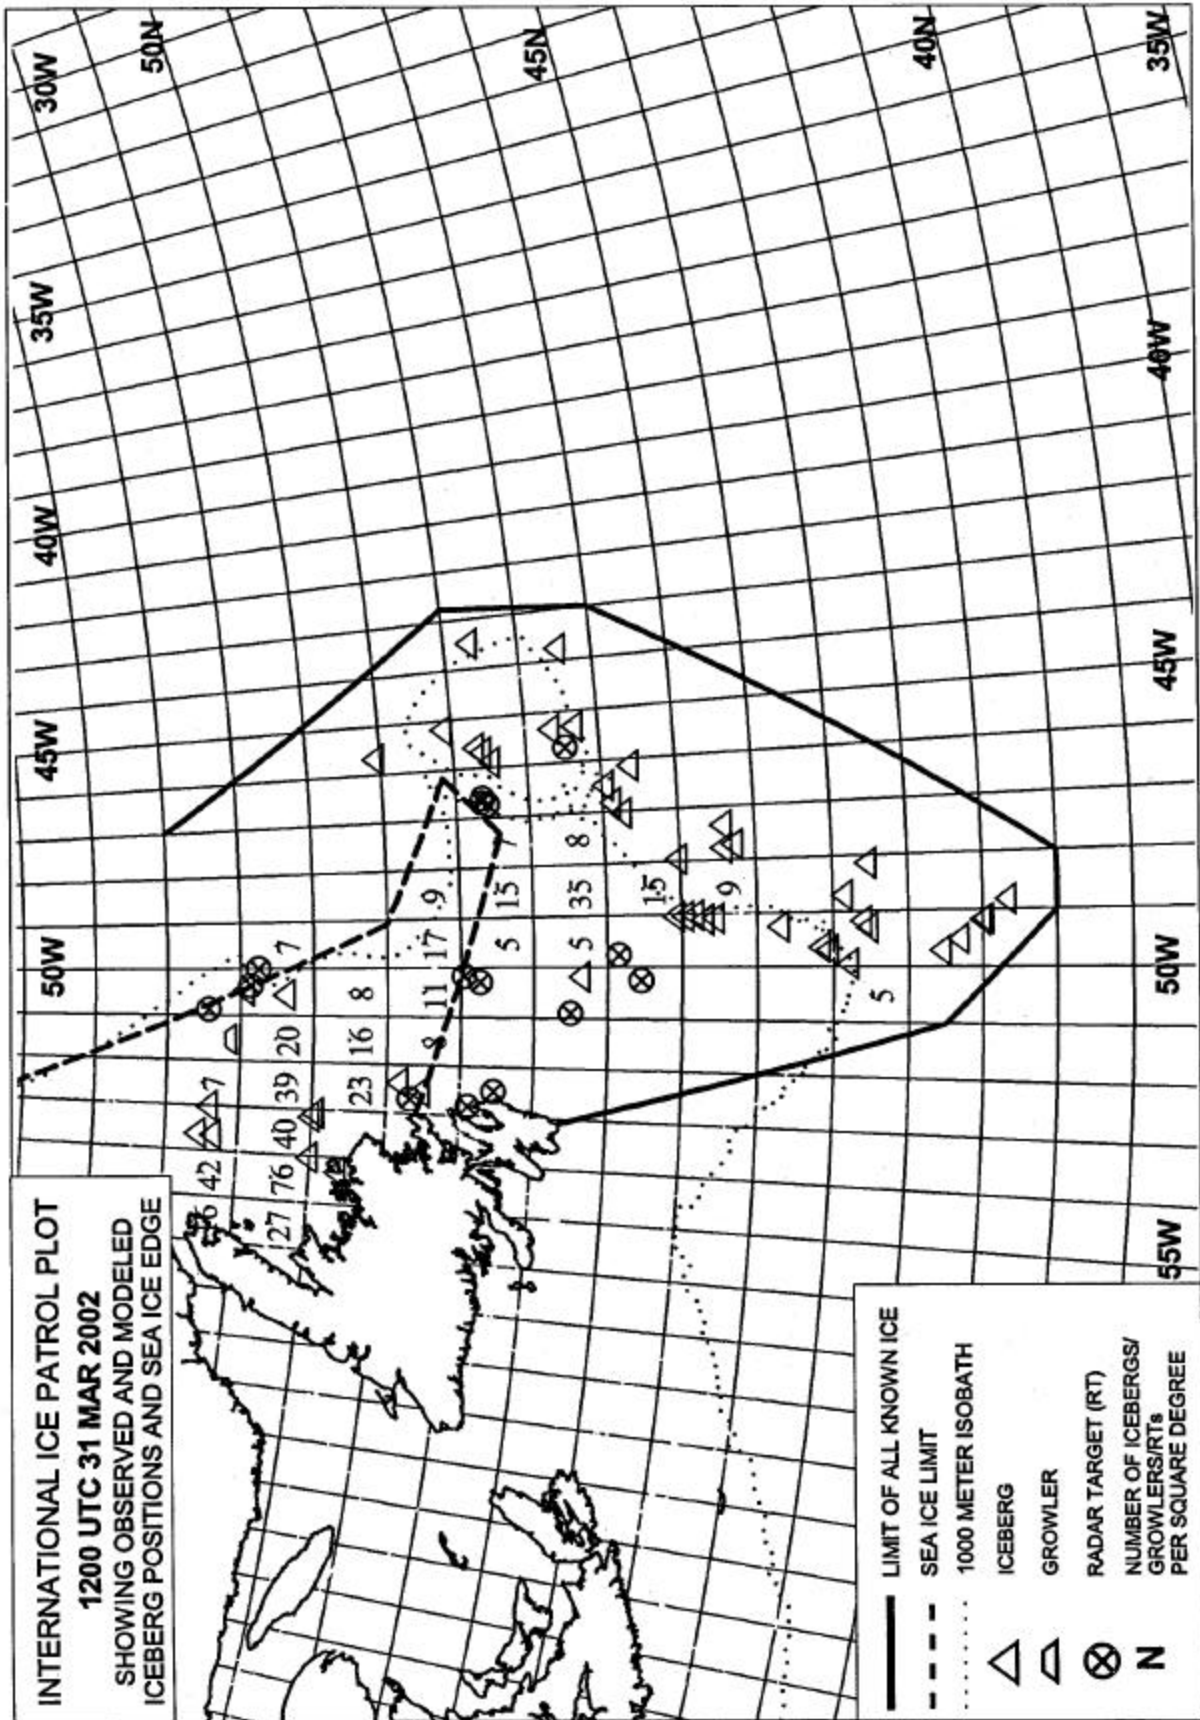 INTERNATIONAL ICE PATROL PLOT
1200 UTC 31 MAR 2002
SHOWING OBSERVED AND MODELED
ICEBERG POSITIONS AND SEA ICE EDGE
50W 45W 40W 35W 30W
50N
42 7
27 76 40 39 20 7
23 16 8
8 11 17 9
5 15 7
45N
5 35 8
15
9
5
40N
LIMIT OF ALL KNOWN ICE
SEA ICE LIMIT
1000 METER ISOBATH
ICEBERG
GROWLER
RADAR TARGET (RT)
N NUMBER OF ICEBERGS/
GROWLERS/RTs
PER SQUARE DEGREE
55W 50W 45W 40W 35W